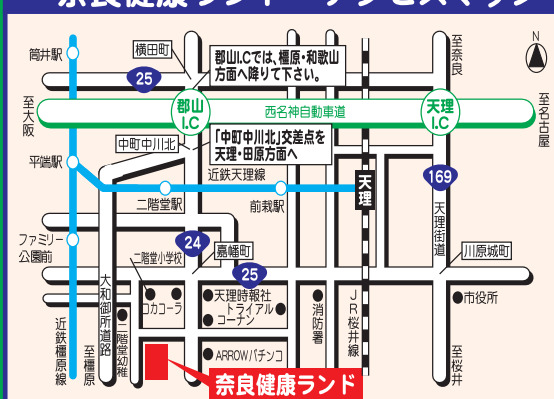 奈良健康ランド アクセスマップ
筒井駅
横田町
25
郡山I.C.では、橿原・和歌山
方面へ降りて下さい。
至奈良
N
至大阪
郡山
I.C
西名神自動車道
天理
I.C
至名古屋
中町中川北
「中町中川北」交差点を
天理・田原方面へ
平端駅
近鉄天理線
天理
169
二階堂駅
前栽駅
天理街道
ファミリー
公園前
24
二階堂小学校
嘉幡町
25
川原城町
コカコーラ
天理時報社
トライアル
コーナン
消防署
JR桜井線
市役所
近鉄橿原線
至橿原
大和御所道路
二階堂幼稚
ARROW/パチンコ
至桜井
奈良健康ランド